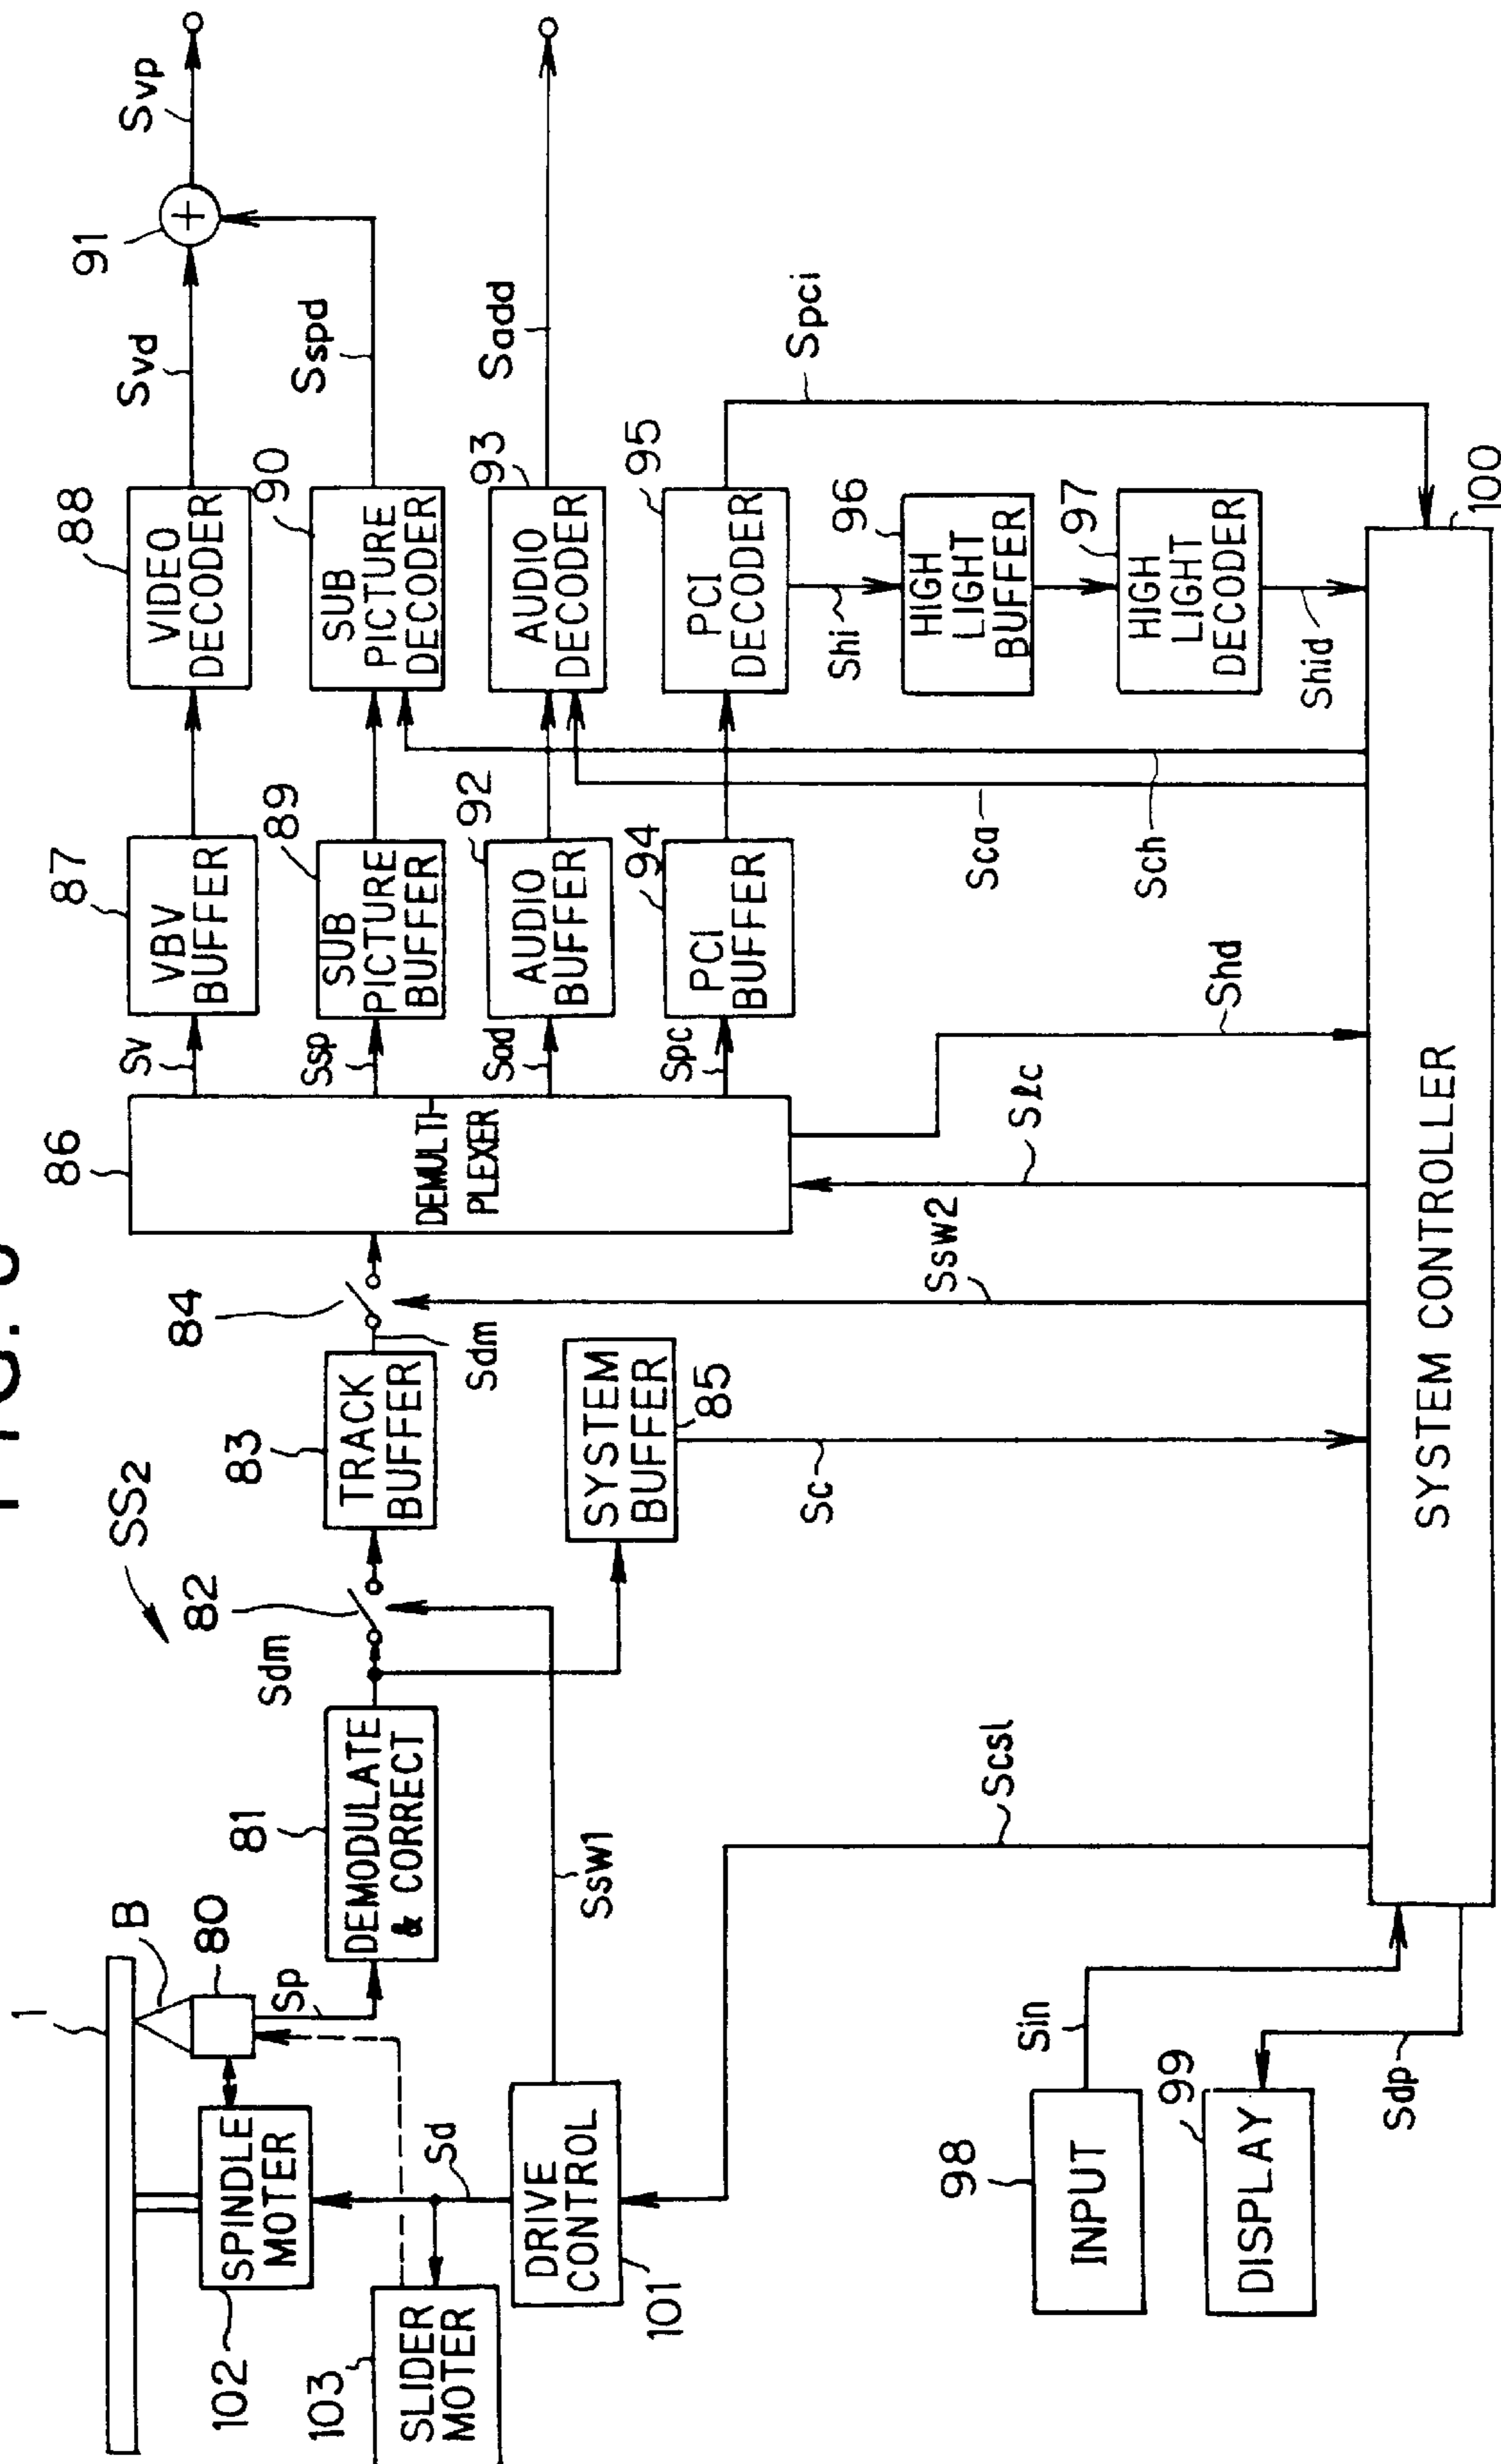 FIG.
SS2
1
B
80
Sp
102
SPINDLE
MOTER
103
SLIDER
MOTER
Sd
DRIVE
CONTROL
101
81
DEMODULATE
& CORRECT
Sdm
82
Ssw1
83
TRACK
BUFFER
84
Sdm
SYSTEM
BUFFER
85
Sc
Scsl
Ssw2
86
DEMULTI-
PLEXER
Slc
Shd
Sv
87
VBV
BUFFER
88
VIDEO
DECODER
Svd
91
+
Svp
Ssp
89
SUB
PICTURE
BUFFER
90
SUB
PICTURE
DECODER
Sspd
Sad
92
AUDIO
BUFFER
93
AUDIO
DECODER
Sadd
Spc
94
PCI
BUFFER
95
PCI
DECODER
Spci
Shi
96
HIGH
LIGHT
BUFFER
97
HIGH
LIGHT
DECODER
Shid
Sca
Sch
98
INPUT
Sin
99
DISPLAY
Sdp
SYSTEM CONTROLLER
100